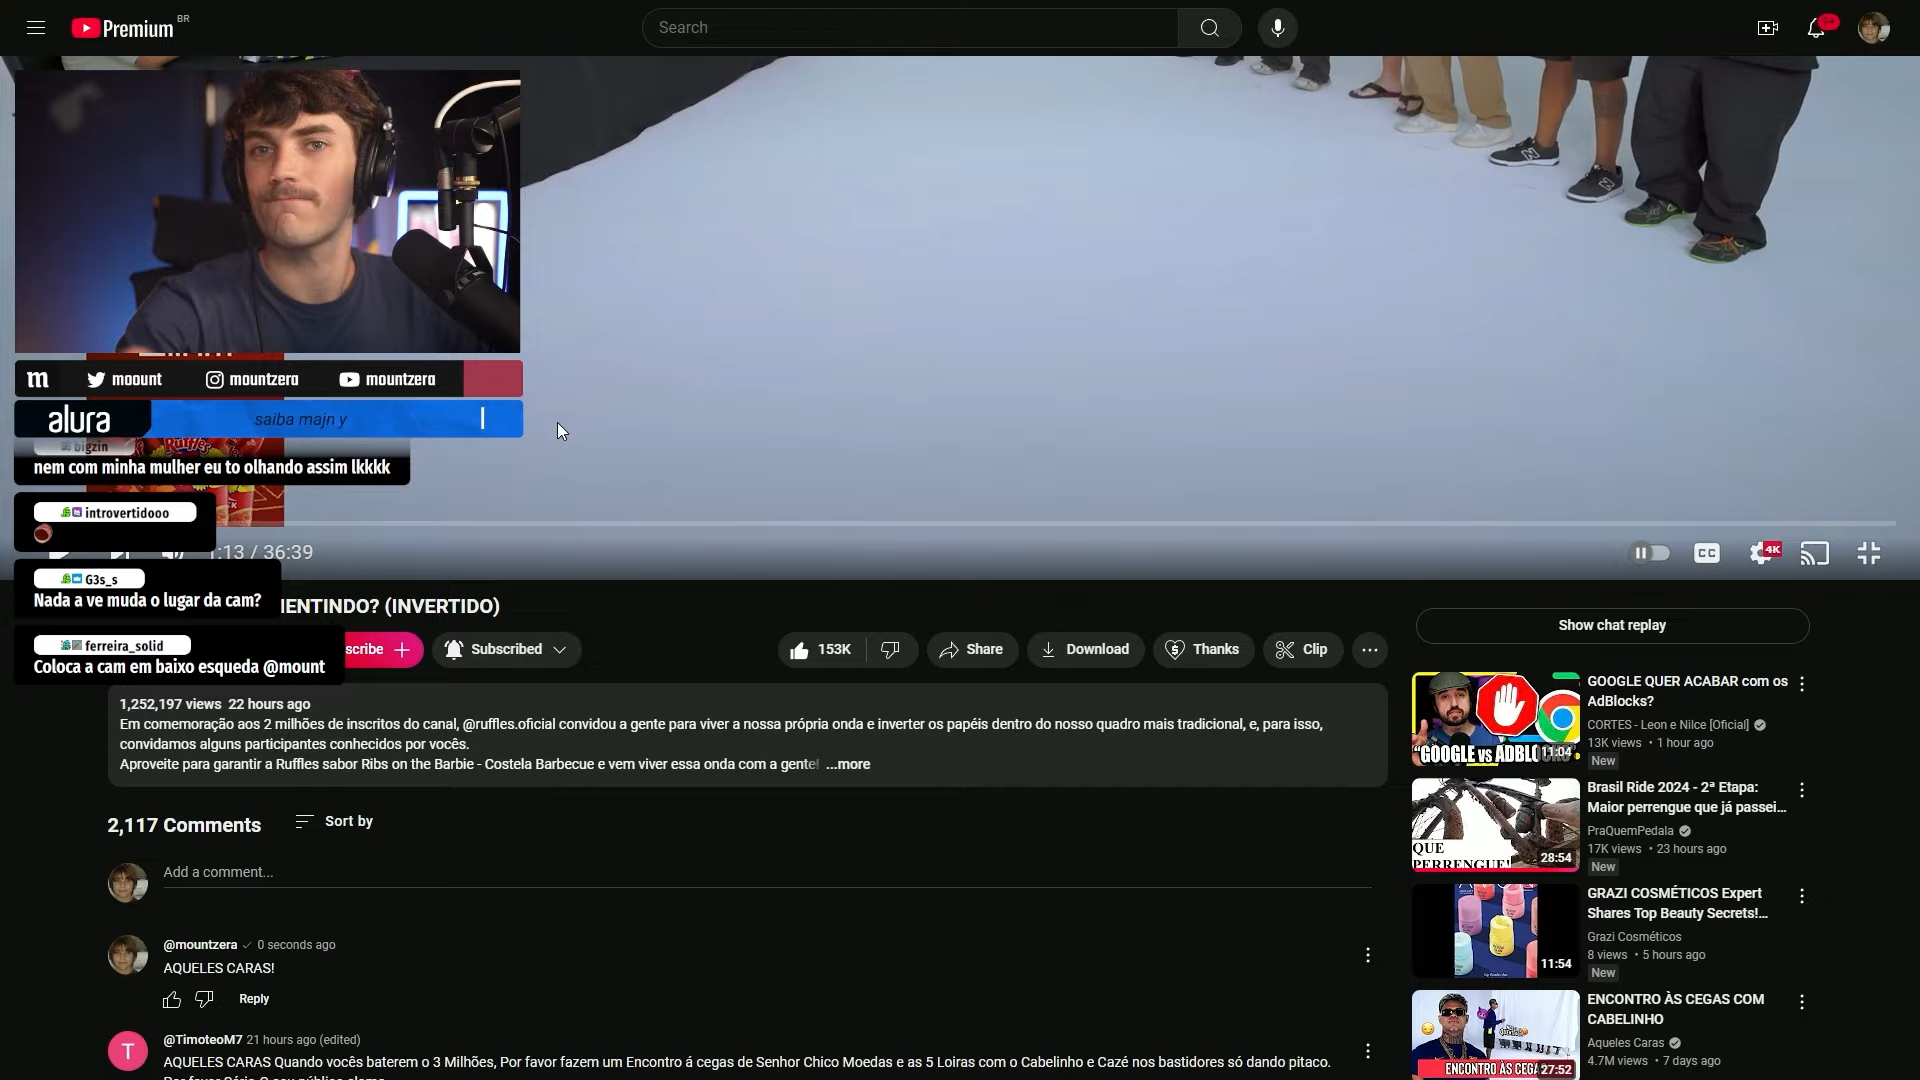 Premium BR
Search
9+
moount
mountzera
mountzera
alura
saiba majn y
Ruffles
bigzin
nem com minha mulher eu to olhando assim lkkkk
introvertidooo
1:13 / 36:39
CC
4K
G3s_s
Nada a ve muda o lugar da cam?
IENTINDO? (INVERTIDO)
ferreira_solid
Coloca a cam em baixo esqueda @mount
scribe
Subscribed
153K
Share
Download
Thanks
Clip
1,252,197 views 22 hours ago
Em comemoração aos 2 milhões de inscritos do canal, @ruffles.oficial convidou a gente para viver a nossa própria onda e inverter os papéis dentro do nosso quadro mais tradicional, e, para isso,
convidamos alguns participantes conhecidos por vocês.
Aproveite para garantir a Ruffles sabor Ribs on the Barbie - Costela Barbecue e vem viver essa onda com a gente! ...more
2,117 Comments
Sort by
Add a comment...
@mountzera 0 seconds ago
AQUELES CARAS!
Reply
T
@TimoteoM7 21 hours ago (edited)
AQUELES CARAS Quando vocês baterem o 3 Milhões, Por favor fazem um Encontro á cegas de Senhor Chico Moedas e as 5 Loiras com o Cabelinho e Cazé nos bastidores só dando pitaco.
Show chat replay
"GOOGLE vs ADBLOCK"
11:04
GOOGLE QUER ACABAR com os
AdBlocks?
CORTES - Leon e Nilce [Oficial]
13K views • 1 hour ago
New
QUE
PERRENGUE!
28:54
Brasil Ride 2024 - 2ª Etapa:
Maior perrengue que já passei...
PraQuemPedala
17K views • 23 hours ago
New
11:54
GRAZI COSMÉTICOS Expert
Shares Top Beauty Secrets!...
Grazi Cosméticos
8 views • 5 hours ago
New
ENCONTRO ÀS CEGA
27:52
ENCONTRO ÀS CEGAS COM
CABELINHO
Aqueles Caras
4.7M views • 7 days ago